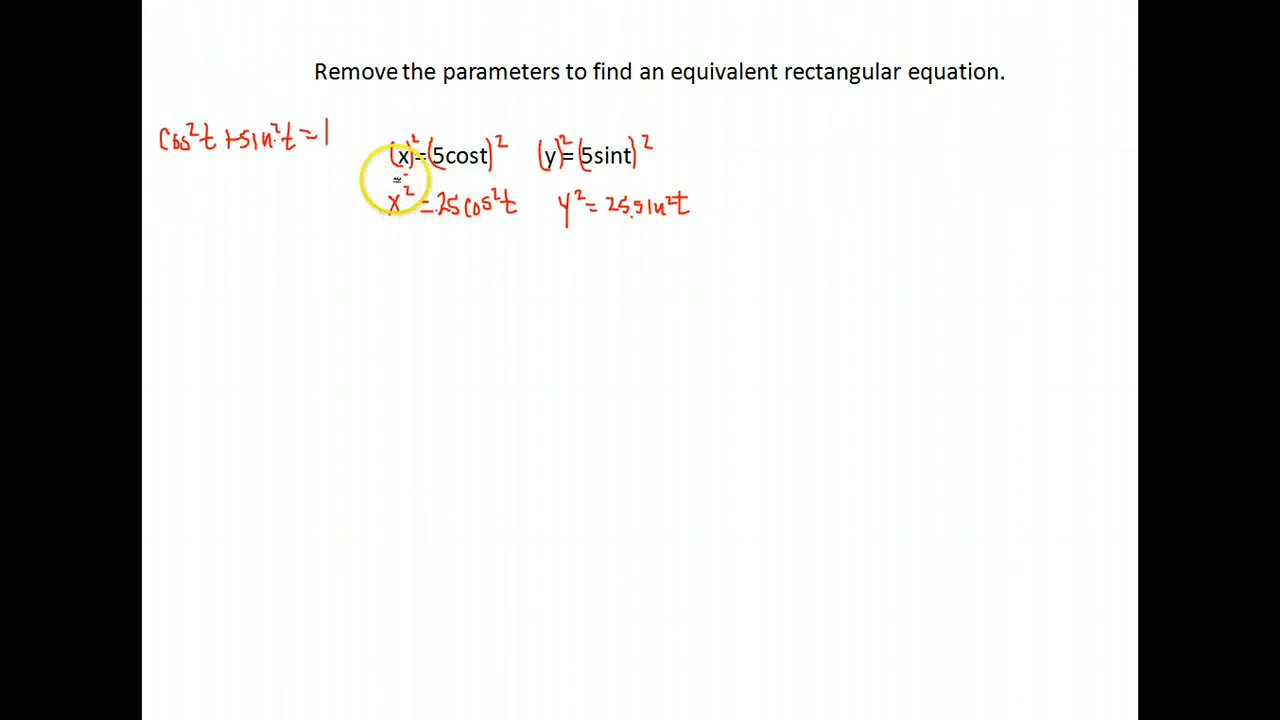 Remove the parameters to find an equivalent rectangular equation.
cos²t + sin²t = 1
(x)² = (5cost)² (y)² = (5sint)²
x² = 25cos²t y² = 25sin²t